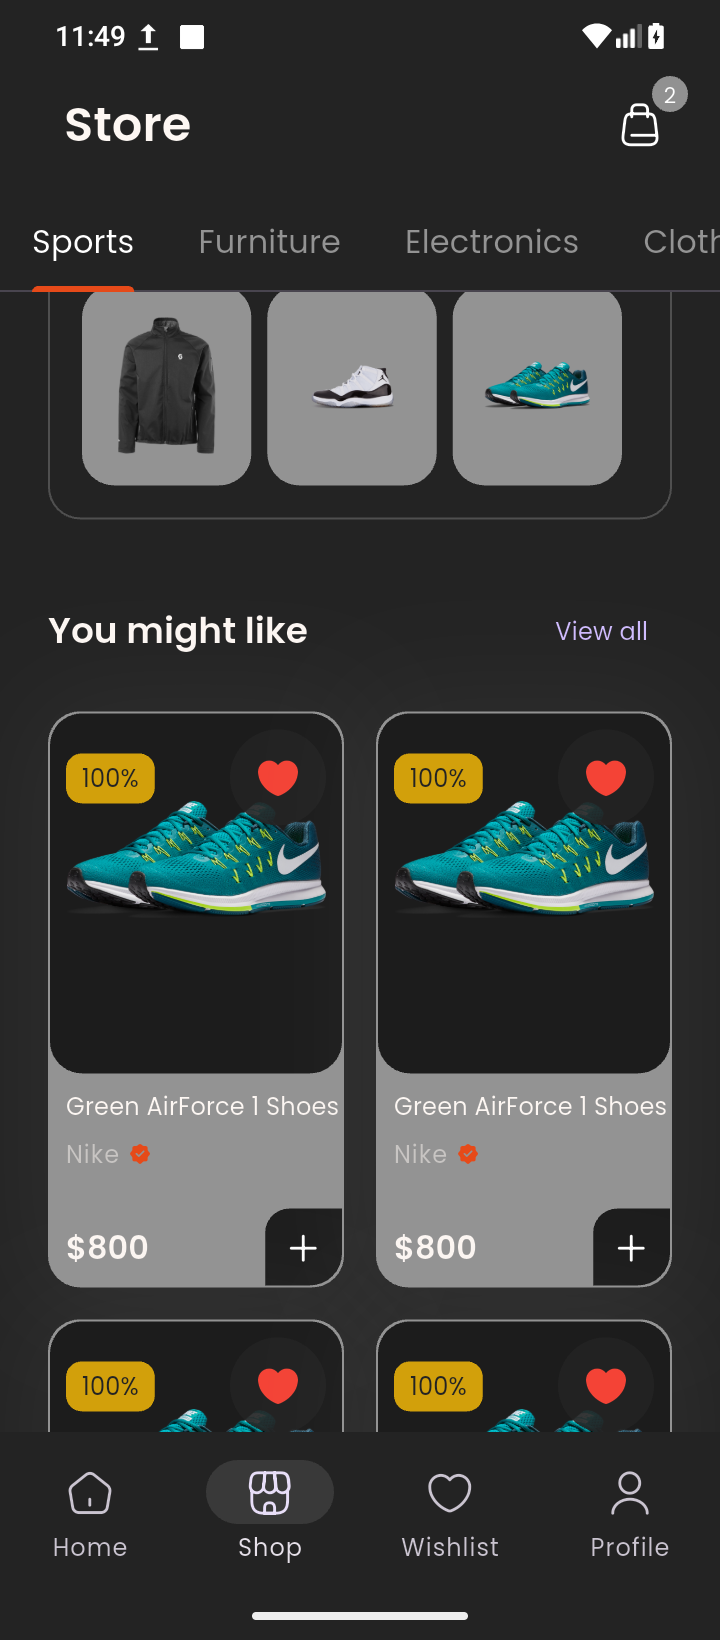 11:49
Store
2
Sports Furniture Electronics Cloth
You might like View all
100% 100%
Green AirForce 1 Shoes Green AirForce 1 Shoes
Nike Nike
$800 $800
100% 100%
Home Shop Wishlist Profile